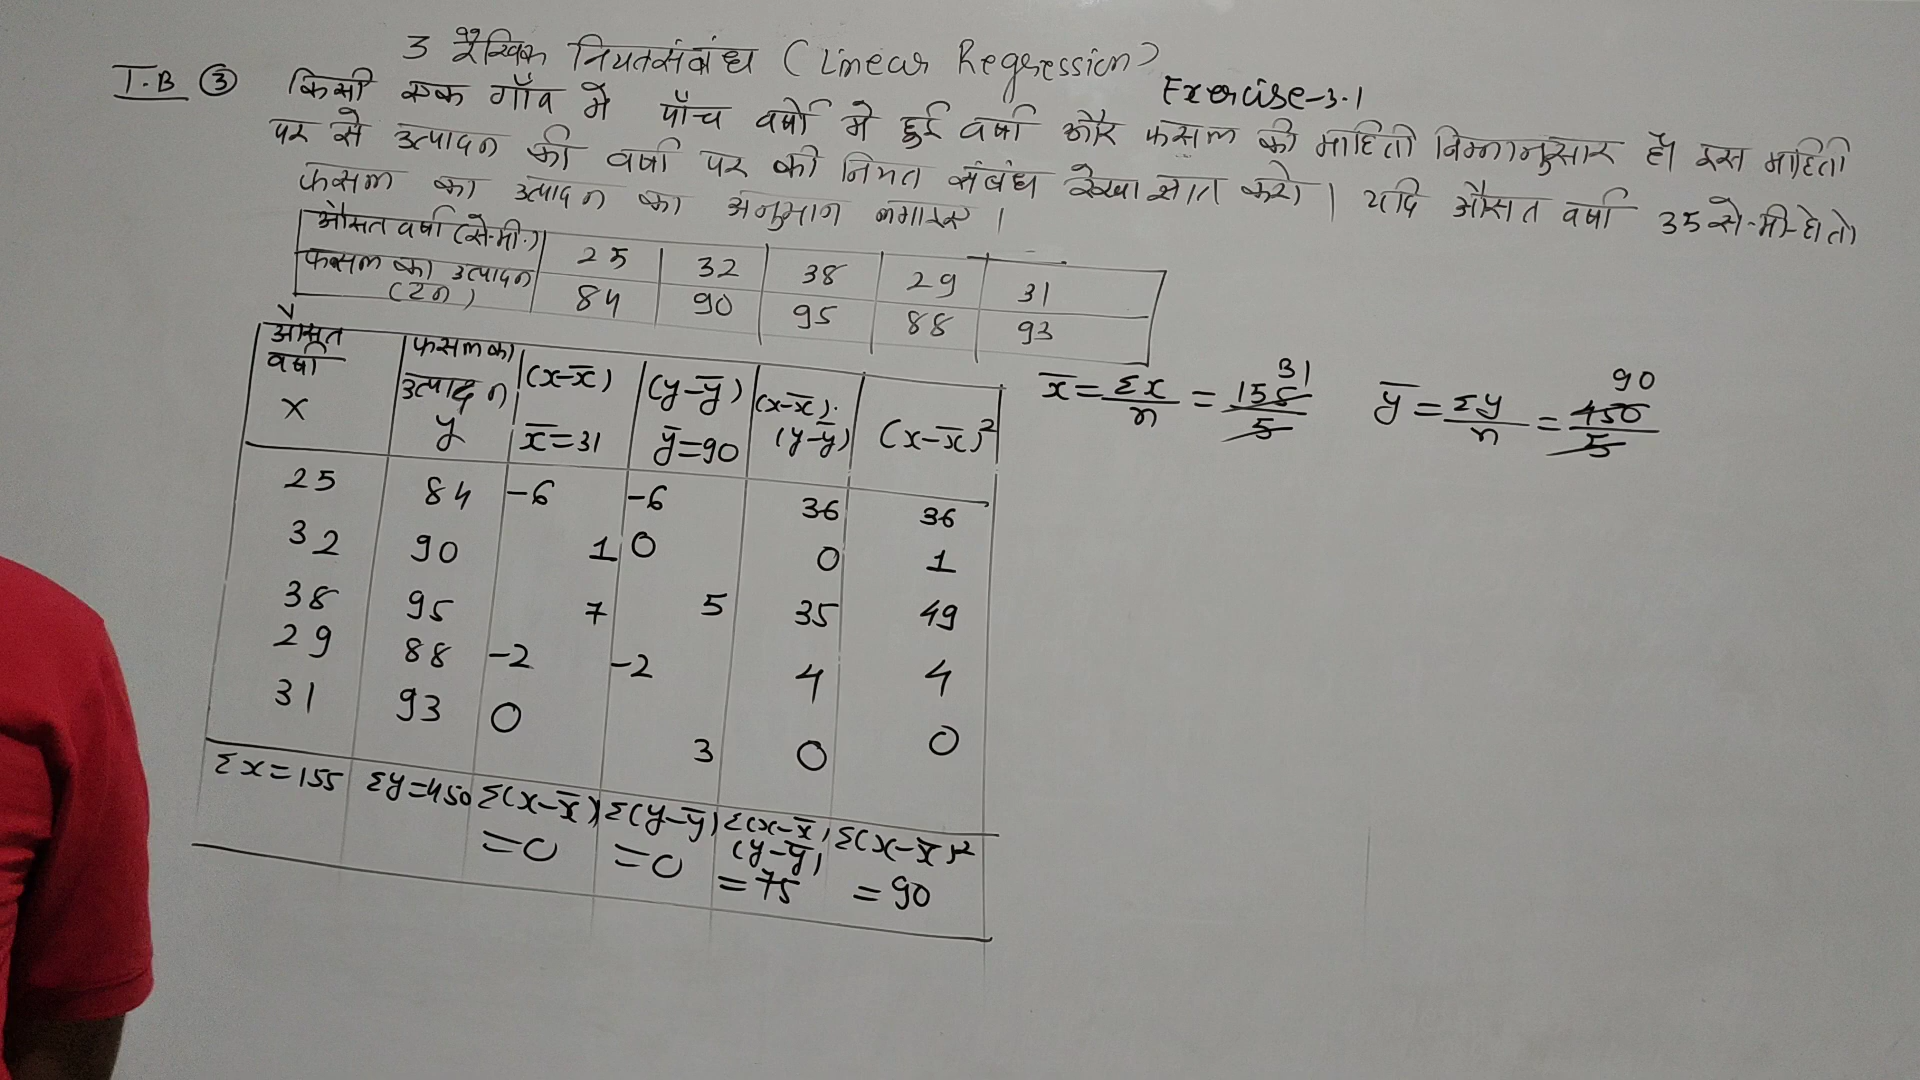 3 रैखिक नियतसंबंध (Linear Regression)
Exercise-3.1
T.B ③ किसी एक गाँव मे पाँच वर्षो मे हुई वर्षा और फसल की माहिती निम्नानुसार है। इस माहिती
पर से उत्पादन की वर्षा पर की नियत संबंध रेखा ज्ञात करो। यदि औसत वर्षा 35 से.मी. हो तो
फसल का उत्पादन का अनुमान लगाइए।
औसत वर्षा (से.मी.) 25 32 38 29 31
फसल का उत्पादन (टन) 84 90 95 88 93
औसत वर्षा x फसल का उत्पादन y (x-x̅) x̅=31 (y-y̅) y̅=90 (x-x̅).(y-y̅) (x-x̅)²
25 84 -6 -6 36 36
32 90 1 0 0 1
38 95 7 5 35 49
29 88 -2 -2 4 4
31 93 0 3 0 0
Σx=155 Σy=450 Σ(x-x̅)=0 Σ(y-y̅)=0 Σ(x-x̅)(y-y̅)=75 Σ(x-x̅)²=90
x̅ = Σx/n = 155/5 31
y̅ = Σy/n = 450/5 90